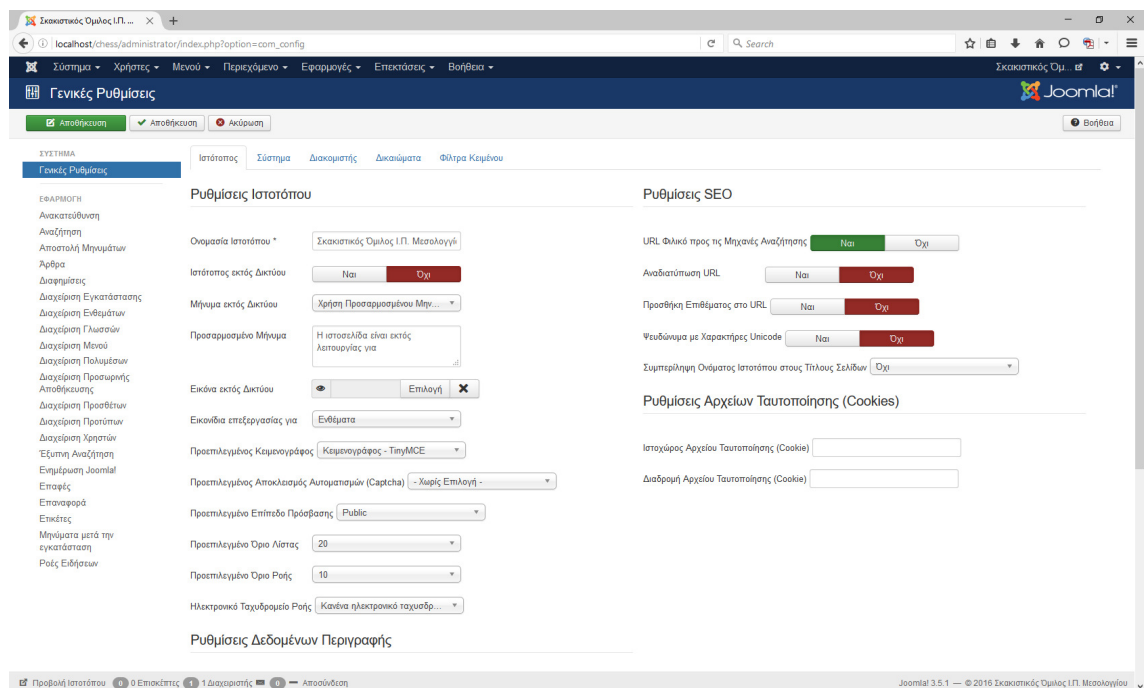 Σκακιστικός Όμιλος Ι.Π. ...
localhost/chess/administrator/index.php?option=com_config
Search
Σύστημα Χρήστες Μενού Περιεχόμενο Εφαρμογές Επεκτάσεις Βοήθεια Σκακιστικός Όμ...
Γενικές Ρυθμίσεις Joomla!
Αποθήκευση Αποθήκευση Ακύρωση Βοήθεια
ΣΥΣΤΗΜΑ
Γενικές Ρυθμίσεις
ΕΦΑΡΜΟΓΗ
Ανακατεύθυνση
Αναζήτηση
Αποστολή Μηνυμάτων
Άρθρα
Διαφημίσεις
Διαχείριση Εγκατάστασης
Διαχείριση Ενθεμάτων
Διαχείριση Γλωσσών
Διαχείριση Μενού
Διαχείριση Πολυμέσων
Διαχείριση Προσωρινής
Αποθήκευσης
Διαχείριση Προσθέτων
Διαχείριση Προτύπων
Διαχείριση Χρηστών
Έξυπνη Αναζήτηση
Ενημέρωση Joomla!
Επαφές
Επαναφορά
Ετικέτες
Μηνύματα μετά την
εγκατάσταση
Ροές Ειδήσεων
Ιστότοπος Σύστημα Διακομιστής Δικαιώματα Φίλτρα Κειμένου
Ρυθμίσεις Ιστοτόπου
Ονομασία Ιστοτόπου * Σκακιστικός Όμιλος Ι.Π. Μεσολογγίο
Ιστότοπος εκτός Δικτύου Ναι Όχι
Μήνυμα εκτός Δικτύου Χρήση Προσαρμοσμένου Μην...
Προσαρμοσμένο Μήνυμα Η ιστοσελίδα είναι εκτός
λειτουργίας για
Εικόνα εκτός Δικτύου Επιλογή
Εικονίδια επεξεργασίας για Ενθέματα
Προεπιλεγμένος Κειμενογράφος Κειμενογράφος - TinyMCE
Προεπιλεγμένος Αποκλεισμός Αυτοματισμών (Captcha) - Χωρίς Επιλογή -
Προεπιλεγμένο Επίπεδο Πρόσβασης Public
Προεπιλεγμένο Όριο Λίστας 20
Προεπιλεγμένο Όριο Ροής 10
Ηλεκτρονικό Ταχυδρομείο Ροής Κανένα ηλεκτρονικό ταχυσδρ...
Ρυθμίσεις Δεδομένων Περιγραφής
Ρυθμίσεις SEO
URL Φιλικό προς τις Μηχανές Αναζήτησης Ναι Όχι
Αναδιατύπωση URL Ναι Όχι
Προσθήκη Επιθέματος στο URL Ναι Όχι
Ψευδώνυμα με Χαρακτήρες Unicode Ναι Όχι
Συμπερίληψη Ονόματος Ιστοτόπου στους Τίτλους Σελίδων Όχι
Ρυθμίσεις Αρχείων Ταυτοποίησης (Cookies)
Ιστοχώρος Αρχείου Ταυτοποίησης (Cookie)
Διαδρομή Αρχείου Ταυτοποίησης (Cookie)
Προβολή Ιστοτόπου 0 0 Επισκέπτες 1 1 Διαχειριστής 0 Αποσύνδεση Joomla! 3.5.1 — © 2016 Σκακιστικός Όμιλος Ι.Π. Μεσολογγίου